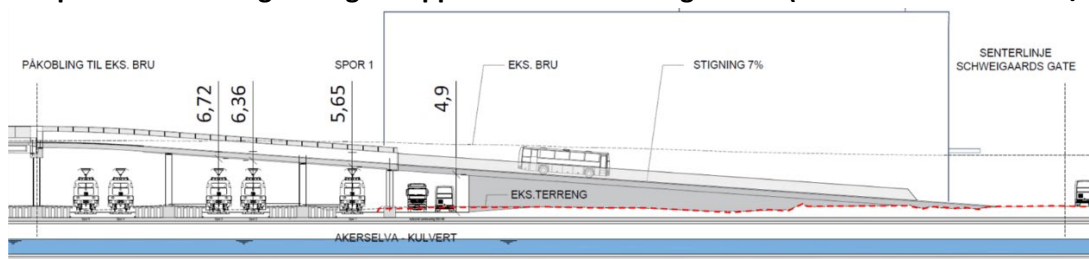 PÅKOBLING TIL EKS. BRU
SPOR 1
EKS. BRU
STIGNING 7%
SENTERLINJE
SCHWEIGAARDS GATE
6,72
6,36
5,65
4,9
EKS.TERRENG
AKERSELVA - KULVERT